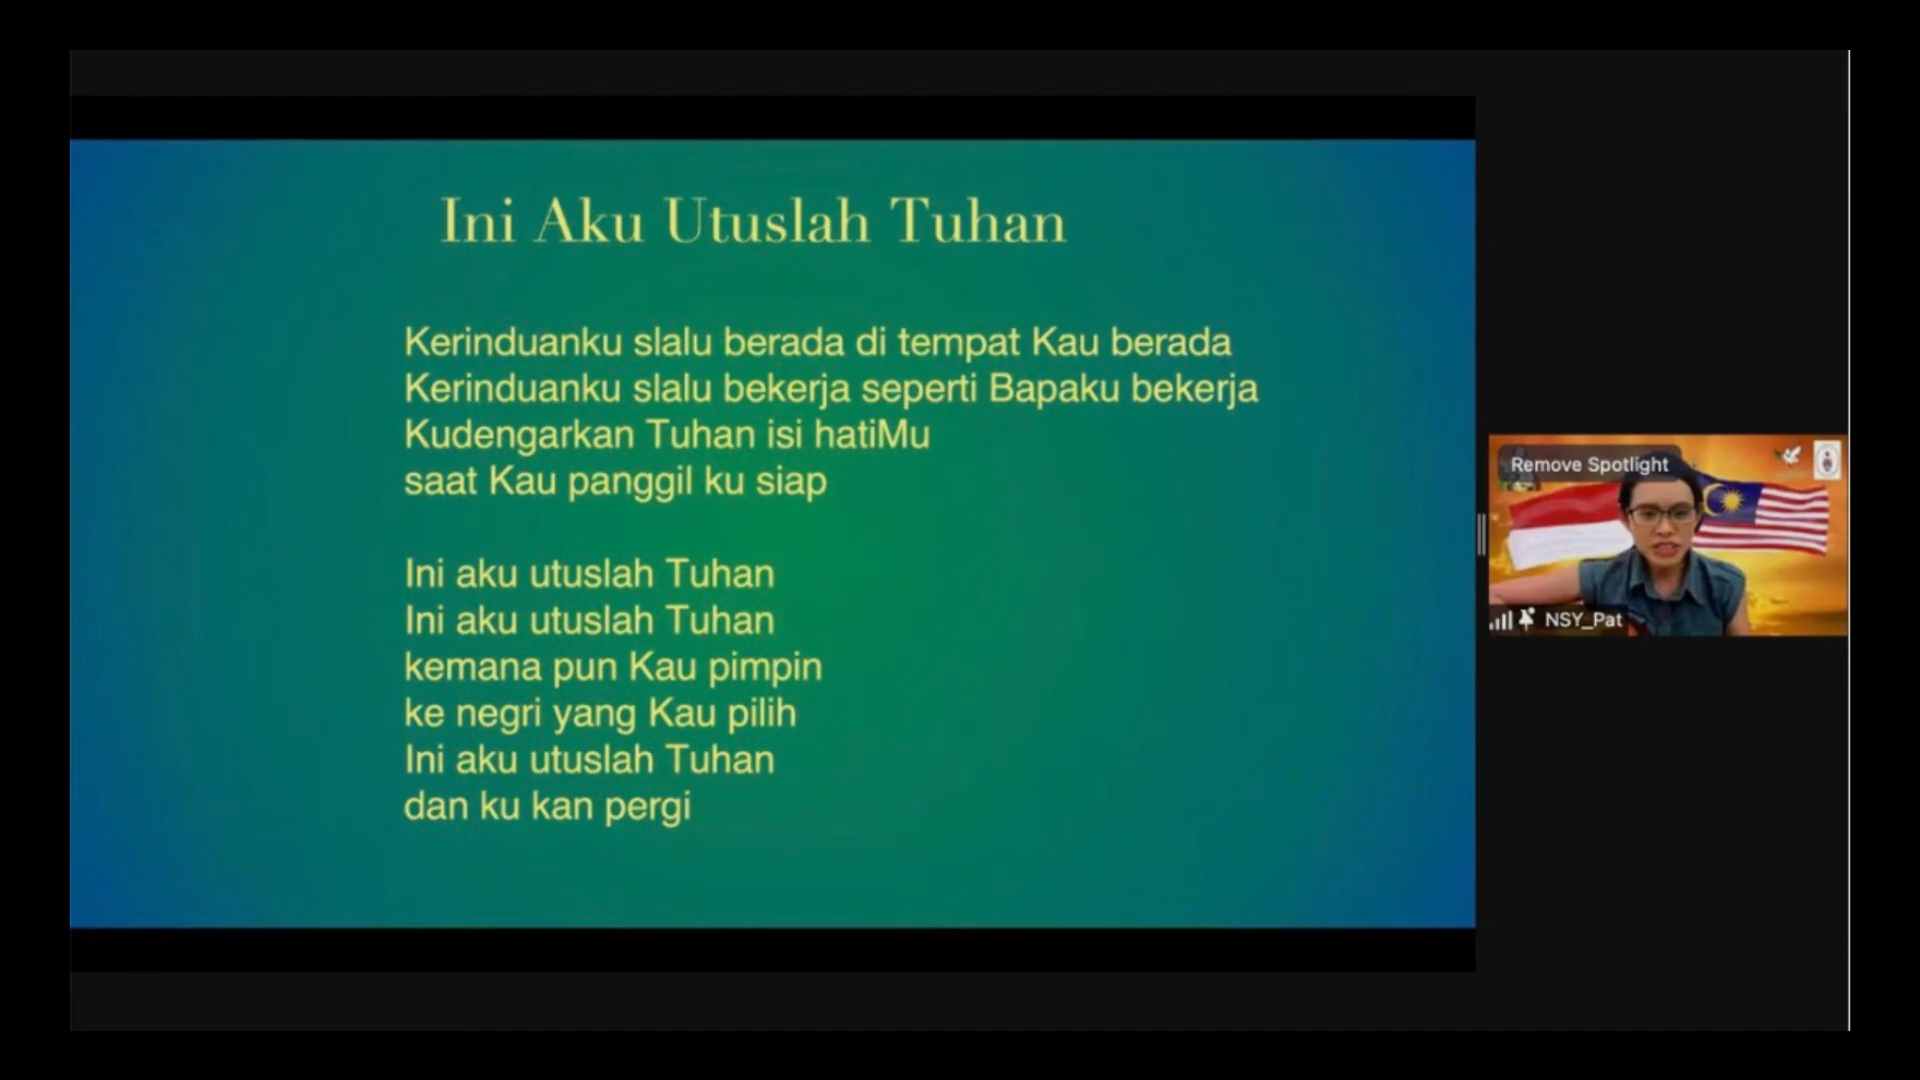 Ini Aku Utuslah Tuhan
Kerinduanku slalu berada di tempat Kau berada
Kerinduanku slalu bekerja seperti Bapaku bekerja
Kudengarkan Tuhan isi hatiMu
saat Kau panggil ku siap
Ini aku utuslah Tuhan
Ini aku utuslah Tuhan
kemana pun Kau pimpin
ke negri yang Kau pilih
Ini aku utuslah Tuhan
dan ku kan pergi
Remove Spotlight
NSY_Pat